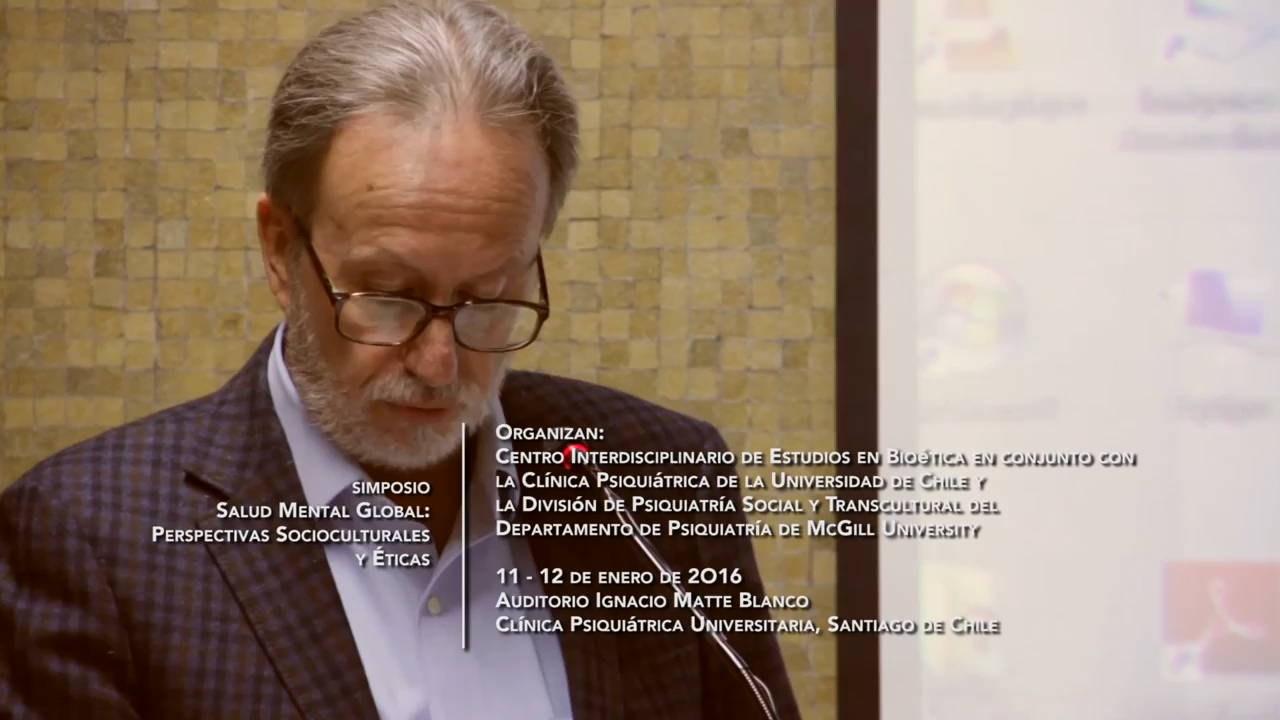 SIMPOSIO
SALUD MENTAL GLOBAL:
PERSPECTIVAS SOCIOCULTURALES
Y ÉTICAS
ORGANIZAN:
CENTRO INTERDISCIPLINARIO DE ESTUDIOS EN BIOéTICA EN CONJUNTO CON
LA CLÍNICA PSIQUIáTRICA DE LA UNIVERSIDAD DE CHILE Y
LA DIVISIÓN DE PSIQUIATRÍA SOCIAL Y TRANSCULTURAL DEL
DEPARTAMENTO DE PSIQUIATRÍA DE MCGILL UNIVERSITY
11 - 12 DE ENERO DE 2016
AUDITORIO IGNACIO MATTE BLANCO
CLÍNICA PSIQUIáTRICA UNIVERSITARIA, SANTIAGO DE CHILE